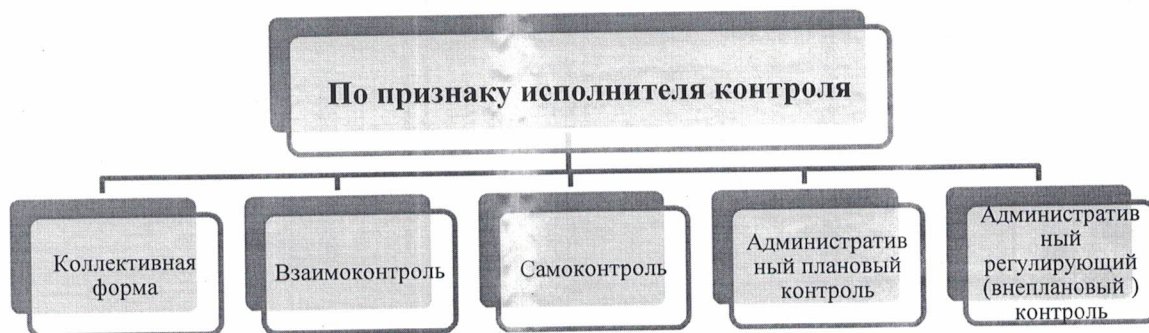 По признаку исполнителя контроля
Коллективная
форма
Взаимоконтроль
Самоконтроль
Административ
ный плановый
контроль
Административ
ный
регулирующий
(внеплановый )
контроль